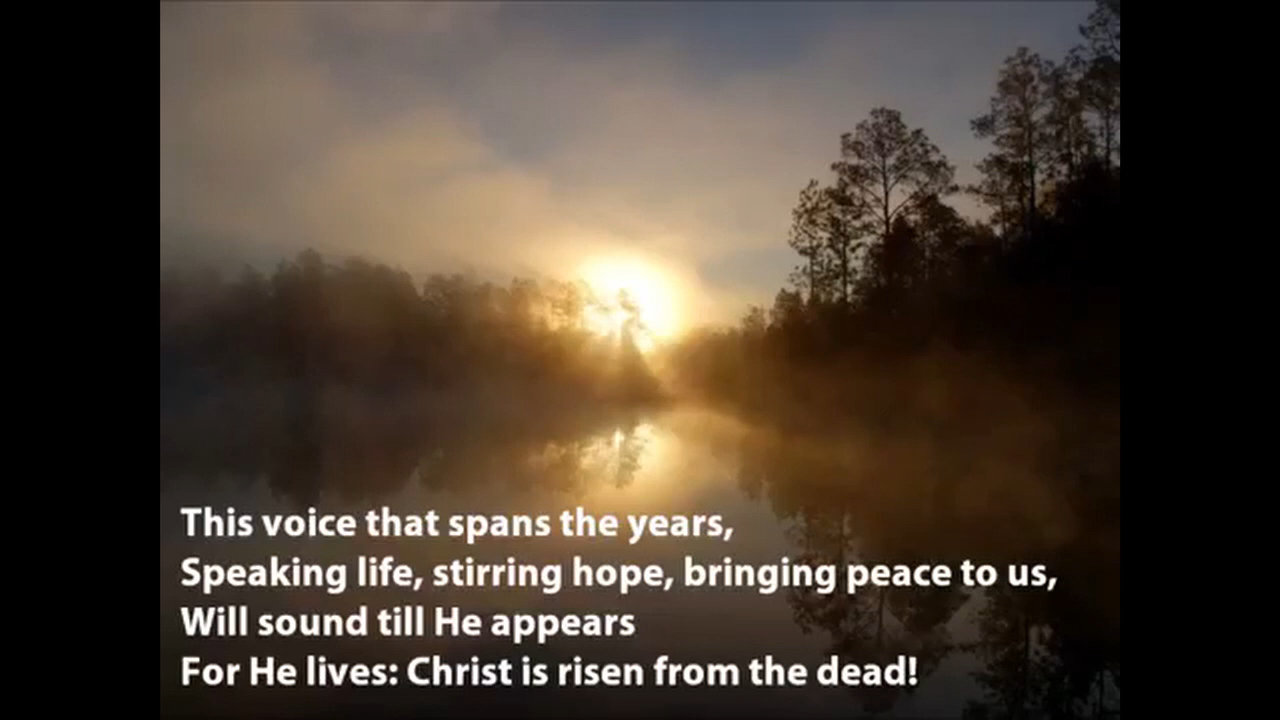 This voice that spans the years,
Speaking life, stirring hope, bringing peace to us,
Will sound till He appears
For He lives: Christ is risen from the dead!